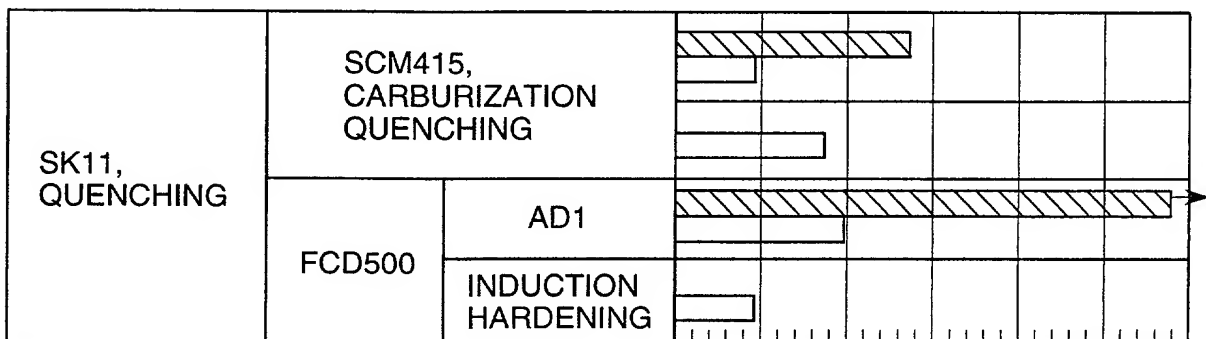 SK11,
QUENCHING
SCM415,
CARBURIZATION
QUENCHING
FCD500
AD1
INDUCTION
HARDENING